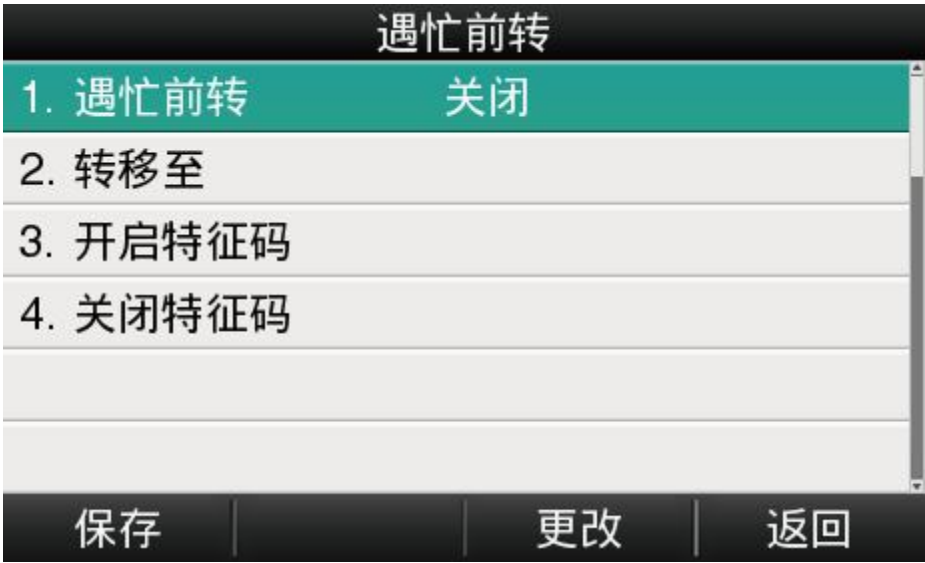 遇忙前转
1. 遇忙前转 关闭
2. 转移至
3. 开启特征码
4. 关闭特征码
保存 更改 返回